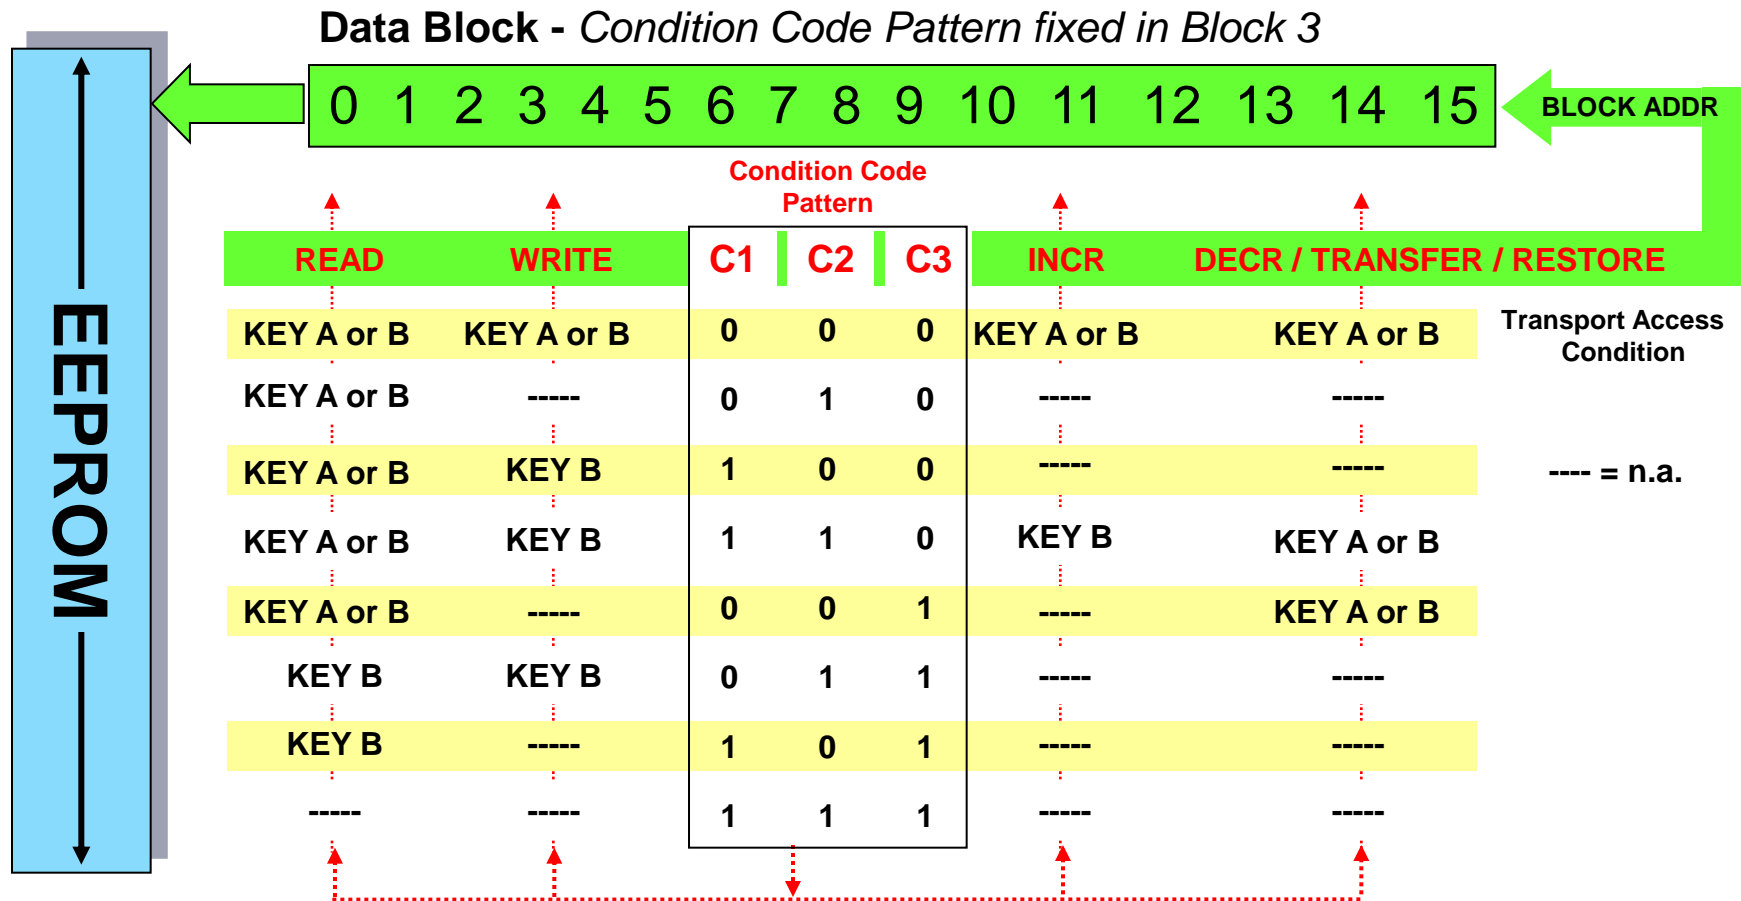 Data Block - Condition Code Pattern fixed in Block 3
0 1 2 3 4 5 6 7 8 9 10 11 12 13 14 15
BLOCK ADDR
Condition Code
Pattern
READ WRITE C1 C2 C3 INCR DECR / TRANSFER / RESTORE
KEY A or B KEY A or B 0 0 0 KEY A or B KEY A or B
Transport Access
Condition
KEY A or B ----- 0 1 0 ----- -----
KEY A or B KEY B 1 0 0 ----- -----
---- = n.a.
KEY A or B KEY B 1 1 0 KEY B KEY A or B
KEY A or B ----- 0 0 1 ----- KEY A or B
KEY B KEY B 0 1 1 ----- -----
KEY B ----- 1 0 1 ----- -----
----- ----- 1 1 1 ----- -----
EEPROM